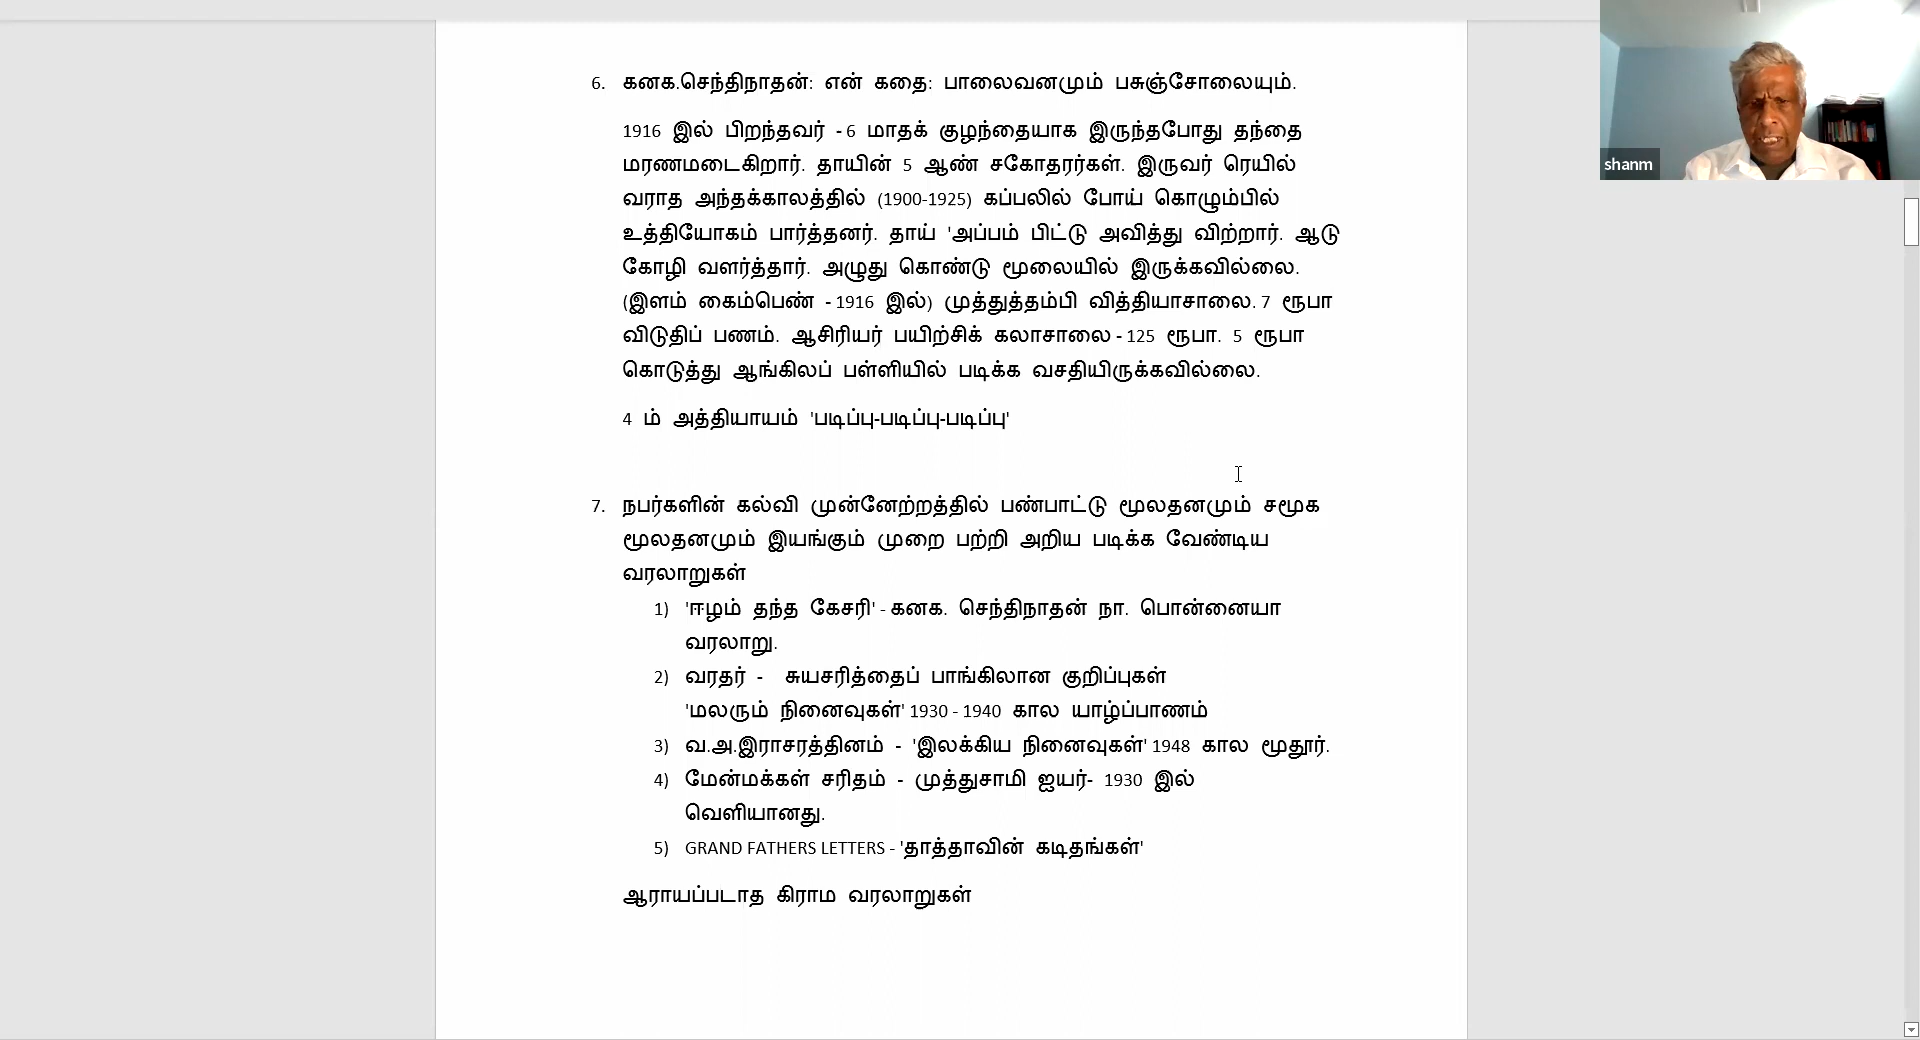 6. கனக.செந்திநாதன்: என் கதை: பாலைவனமும் பசுஞ்சோலையும்.
1916 இல் பிறந்தவர் - 6 மாதக் குழந்தையாக இருந்தபோது தந்தை
மரணமடைகிறார். தாயின் 5 ஆண் சகோதரர்கள். இருவர் ரெயில்
வராத அந்தக்காலத்தில் (1900-1925) கப்பலில் போய் கொழும்பில்
உத்தியோகம் பார்த்தனர். தாய் 'அப்பம் பிட்டு அவித்து விற்றார். ஆடு
கோழி வளர்த்தார். அழுது கொண்டு மூலையில் இருக்கவில்லை.
(இளம் கைம்பெண் - 1916 இல்) முத்துத்தம்பி வித்தியாசாலை. 7 ரூபா
விடுதிப் பணம். ஆசிரியர் பயிற்சிக் கலாசாலை - 125 ரூபா. 5 ரூபா
கொடுத்து ஆங்கிலப் பள்ளியில் படிக்க வசதியிருக்கவில்லை.
4 ம் அத்தியாயம் 'படிப்பு-படிப்பு-படிப்பு'
7. நபர்களின் கல்வி முன்னேற்றத்தில் பண்பாட்டு மூலதனமும் சமூக
மூலதனமும் இயங்கும் முறை பற்றி அறிய படிக்க வேண்டிய
வரலாறுகள்
1) 'ஈழம் தந்த கேசரி' - கனக. செந்திநாதன் நா. பொன்னையா
வரலாறு.
2) வரதர் - சுயசரித்தைப் பாங்கிலான குறிப்புகள்
'மலரும் நினைவுகள்' 1930 - 1940 கால யாழ்ப்பாணம்
3) வ.அ.இராசரத்தினம் - 'இலக்கிய நினைவுகள்' 1948 கால மூதூர்.
4) மேன்மக்கள் சரிதம் - முத்துசாமி ஐயர்- 1930 இல்
வெளியானது.
5) GRAND FATHERS LETTERS - 'தாத்தாவின் கடிதங்கள்'
ஆராயப்படாத கிராம வரலாறுகள்
shanm